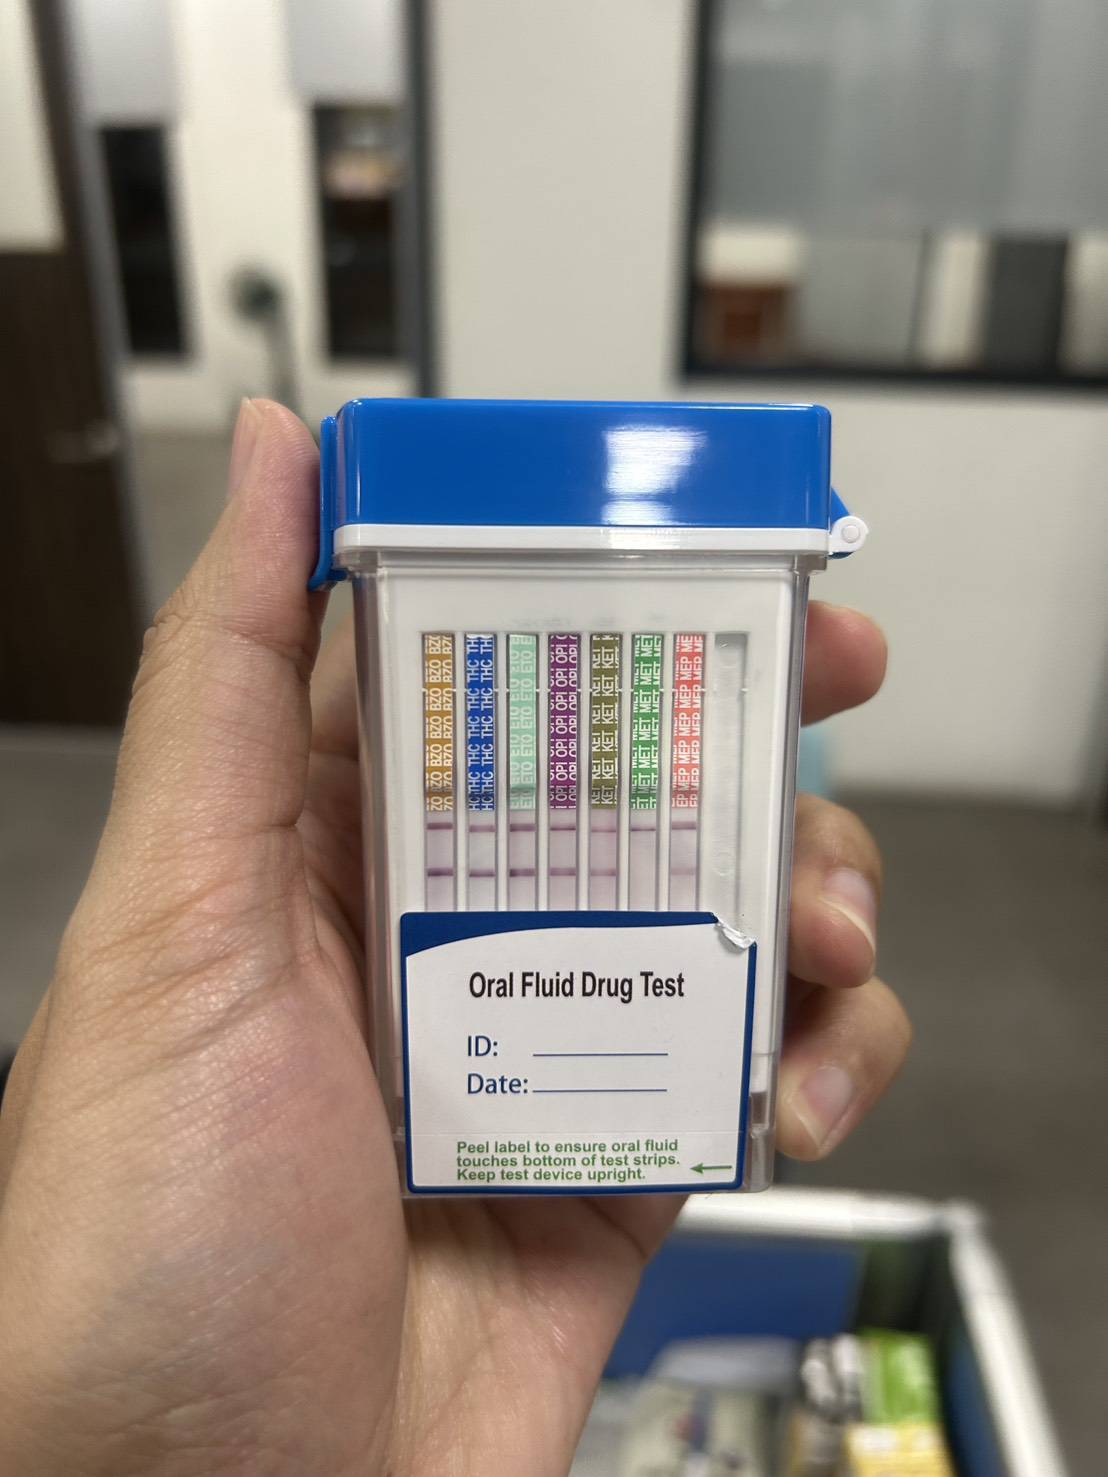 BZO THC ETO OPI KET MET MEP
Oral Fluid Drug Test
ID:
Date:
Peel label to ensure oral fluid
touches bottom of test strips.
Keep test device upright.